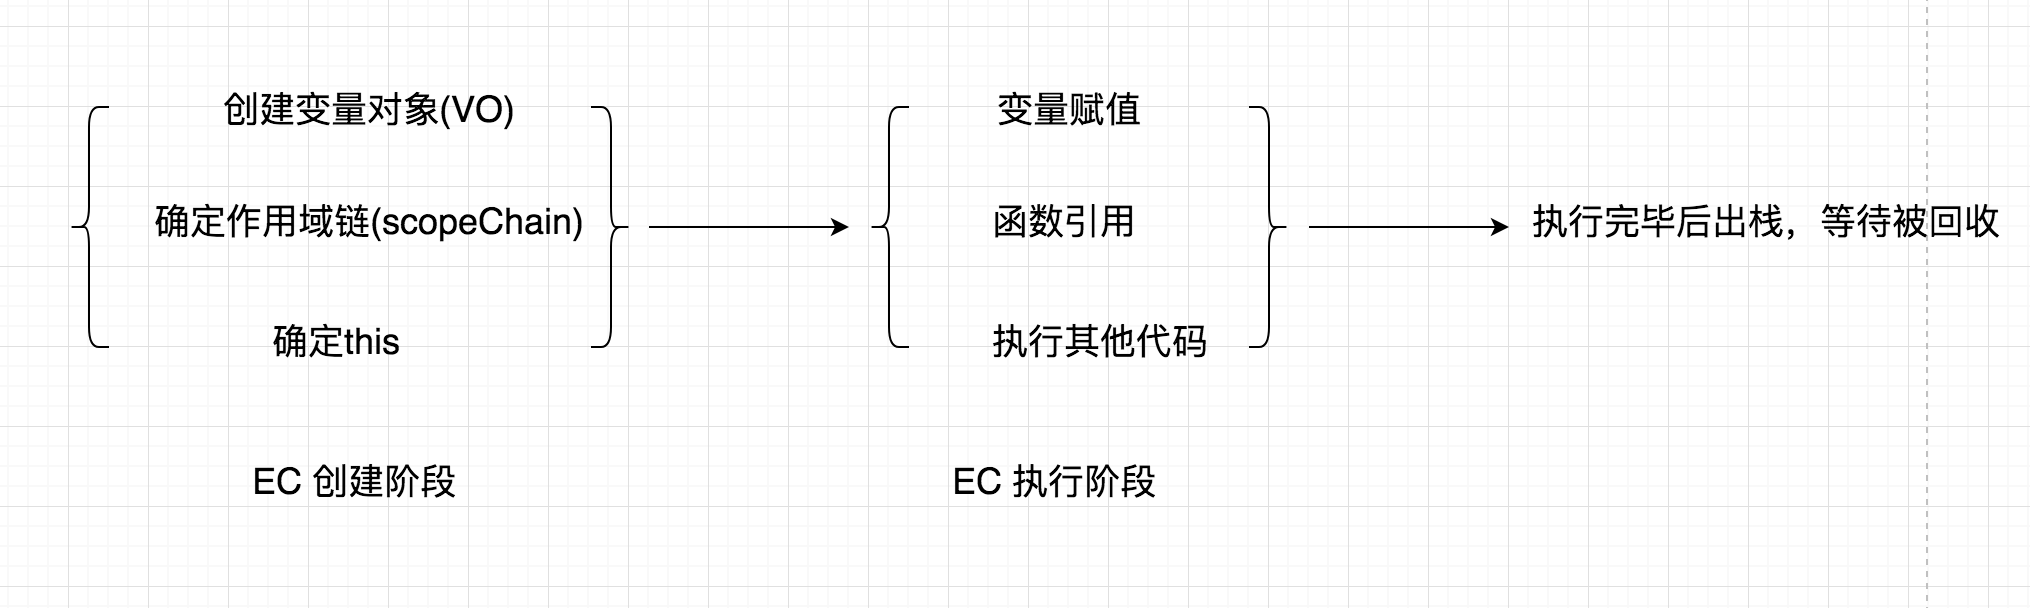 创建变量对象(VO)
确定作用域链(scopeChain)
确定this
EC 创建阶段
变量赋值
函数引用
执行其他代码
EC 执行阶段
执行完毕后出栈，等待被回收